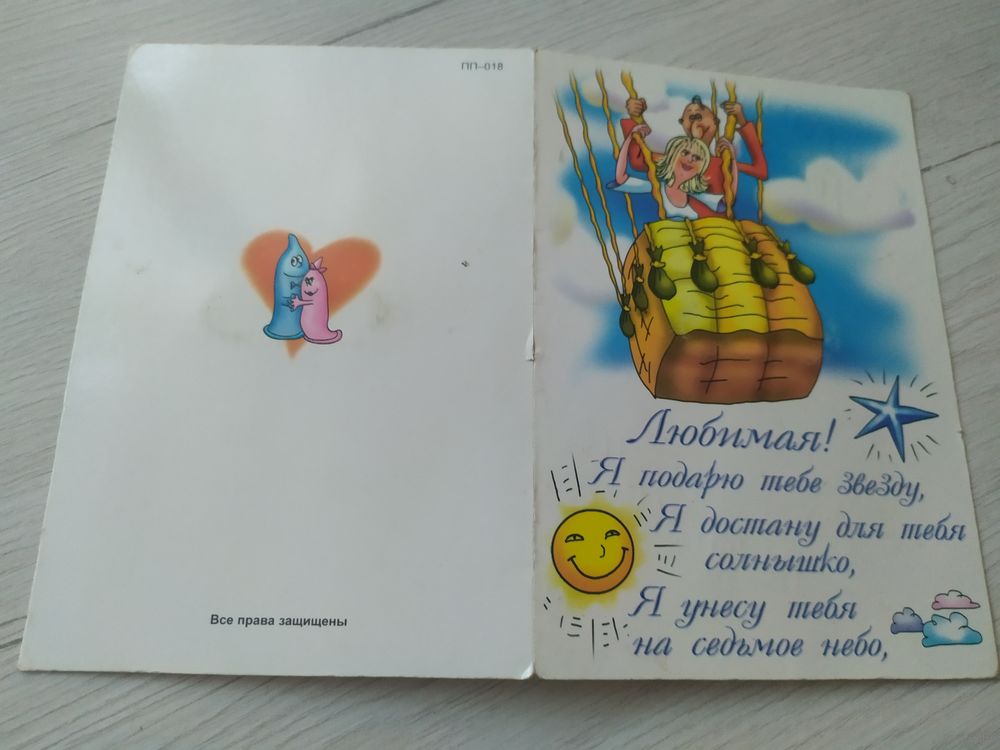 ПП–018
Все права защищены
Любимая!
Я подарю тебе звезду,
Я достану для тебя
солнышко,
Я унесу тебя
на седьмое небо,